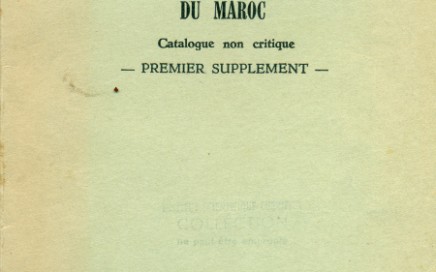 DU MAROC
Catalogue non critique
— PREMIER SUPPLEMENT —